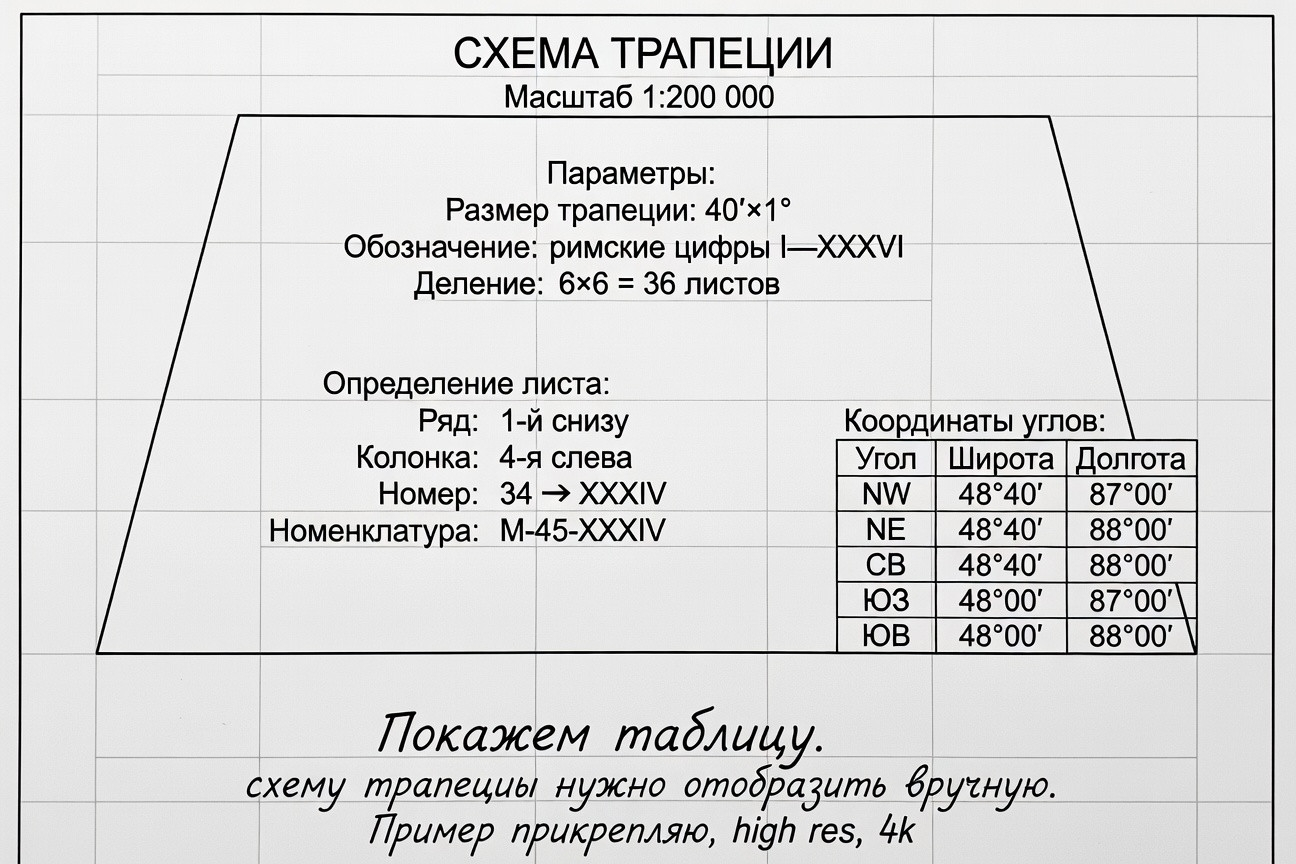 СХЕМА ТРАПЕЦИИ
Масштаб 1:200 000
Параметры:
Размер трапеции: 40′×1°
Обозначение: римские цифры I—XXXVI
Деление: 6×6 = 36 листов
Определение листа:
Ряд: 1-й снизу
Колонка: 4-я слева
Номер: 34 → XXXIV
Номенклатура: М-45-XXXIV
Координаты углов:
Угол Широта Долгота
NW 48°40′ 87°00′
NE 48°40′ 88°00′
СВ 48°40′ 88°00′
ЮЗ 48°00′ 87°00′
ЮВ 48°00′ 88°00′
Покажем таблицу.
схему трапециы нужно отобразить вручную.
Пример прикрепляю, high res, 4k